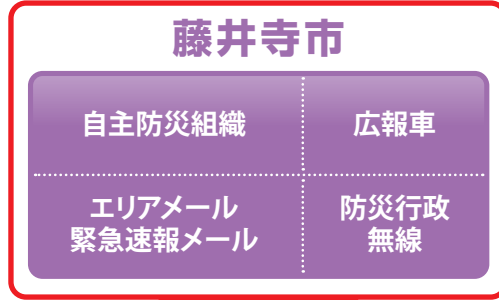 藤井寺市
自主防災組織
広報車
エリアメール
緊急速報メール
防災行政
無線